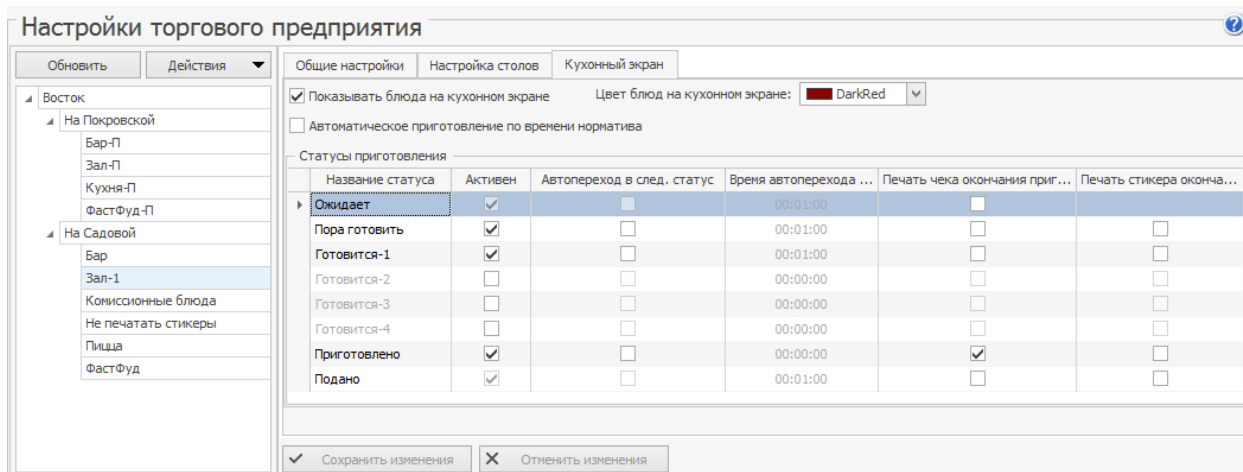 Настройки торгового предприятия
Обновить Действия
Восток
На Покровской
Бар-П
Зал-П
Кухня-П
ФастФуд-П
На Садовой
Бар
Зал-1
Комиссионные блюда
Не печатать стикеры
Пицца
ФастФуд
Общие настройки Настройка столов Кухонный экран
Показывать блюда на кухонном экране Цвет блюд на кухонном экране: DarkRed
Автоматическое приготовление по времени норматива
Статусы приготовления
Название статуса Активен Автопереход в след. статус Время автоперехода ... Печать чека окончания приг... Печать стикера оконча...
Ожидает 00:01:00
Пора готовить 00:01:00
Готовится-1 00:01:00
Готовится-2 00:00:00
Готовится-3 00:00:00
Готовится-4 00:00:00
Приготовлено 00:00:00
Подано 00:01:00
Сохранить изменения Отменить изменения